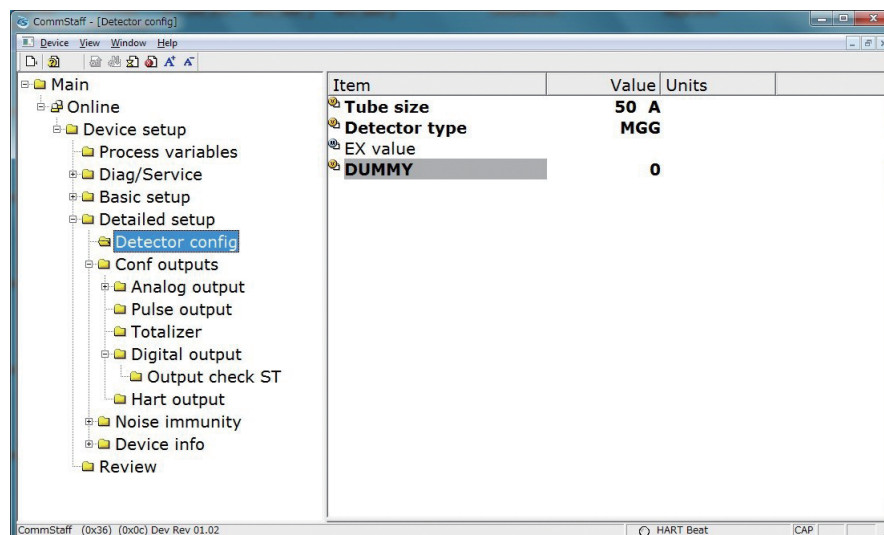 CommStaff - [Detector config]
Device View Window Help
Main
Online
Device setup
Process variables
Diag/Service
Basic setup
Detailed setup
Detector config
Conf outputs
Analog output
Pulse output
Totalizer
Digital output
Output check ST
Hart output
Noise immunity
Device info
Review
Item Value Units
Tube size 50 A
Detector type MGG
EX value
DUMMY 0
CommStaff (0x36) (0x0c) Dev Rev 01.02 HART Beat CAP